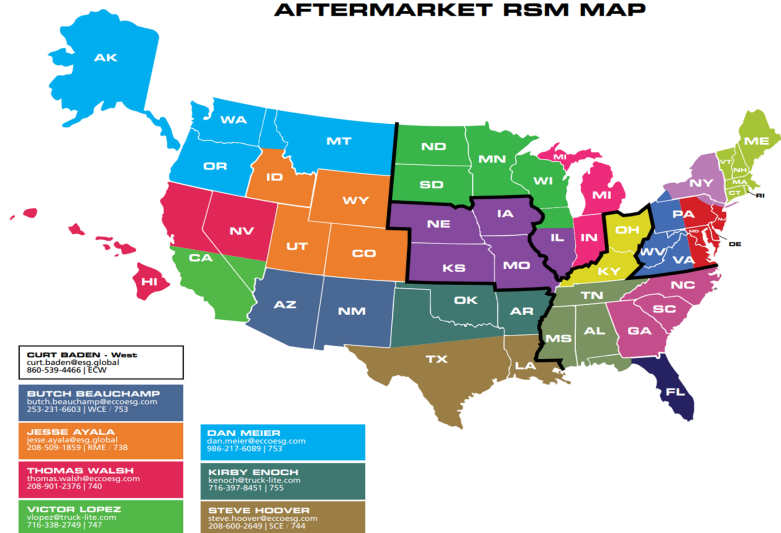 AFTERMARKET RSM MAP
AK
WA
MT
OR
ID
WY
NV
UT
CO
CA
HI
AZ
NM
ND
SD
MN
WI
MI
MI
NE
IA
KS
MO
IL
IN
OH
KY
OK
AR
TX
LA
TN
MS
AL
GA
SC
NC
FL
WV
VA
PA
NY
NJ
MD
DE
VT
NH
MA
CT
RI
ME
CURT BADEN - West
curt.baden@esg.global
860-539-4466 | ECW
BUTCH BEAUCHAMP
butch.beauchamp@eccoesg.com
253-231-6603 | WCE / 753
JESSE AYALA
jesse.ayala@esg.global
208-509-1859 | RME / 738
THOMAS WALSH
thomas.walsh@eccoesg.com
208-901-2376 | 740
VICTOR LOPEZ
vlopez@truck-lite.com
716-338-2749 | 747
DAN MEIER
dan.meier@eccoesg.com
986-217-6089 | 753
KIRBY ENOCH
kenoch@truck-lite.com
716-397-8451 | 755
STEVE HOOVER
steve.hoover@eccoesg.com
208-600-2649 | SCE / 744